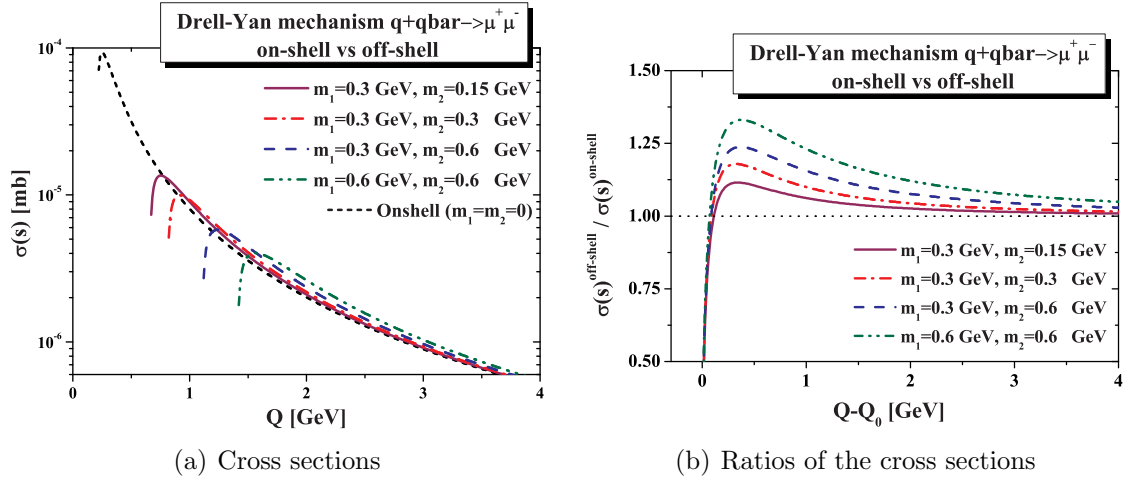 Drell-Yan mechanism q+qbar–>μ⁺μ⁻
on-shell vs off-shell
m₁=0.3 GeV, m₂=0.15 GeV
m₁=0.3 GeV, m₂=0.3 GeV
m₁=0.3 GeV, m₂=0.6 GeV
m₁=0.6 GeV, m₂=0.6 GeV
Onshell (m₁=m₂=0)
σ(s) [mb]
10⁻⁴
10⁻⁵
10⁻⁶
0 1 2 3 4
Q [GeV]
(a) Cross sections
Drell-Yan mechanism q+qbar–>μ⁺μ⁻
on-shell vs off-shell
σ(s)ᵒᶠᶠ⁻ˢʰᵉˡˡ / σ(s)ᵒⁿ⁻ˢʰᵉˡˡ
1.50
1.25
1.00
0.75
0.50
m₁=0.3 GeV, m₂=0.15 GeV
m₁=0.3 GeV, m₂=0.3 GeV
m₁=0.3 GeV, m₂=0.6 GeV
m₁=0.6 GeV, m₂=0.6 GeV
0 1 2 3 4
Q-Q₀ [GeV]
(b) Ratios of the cross sections